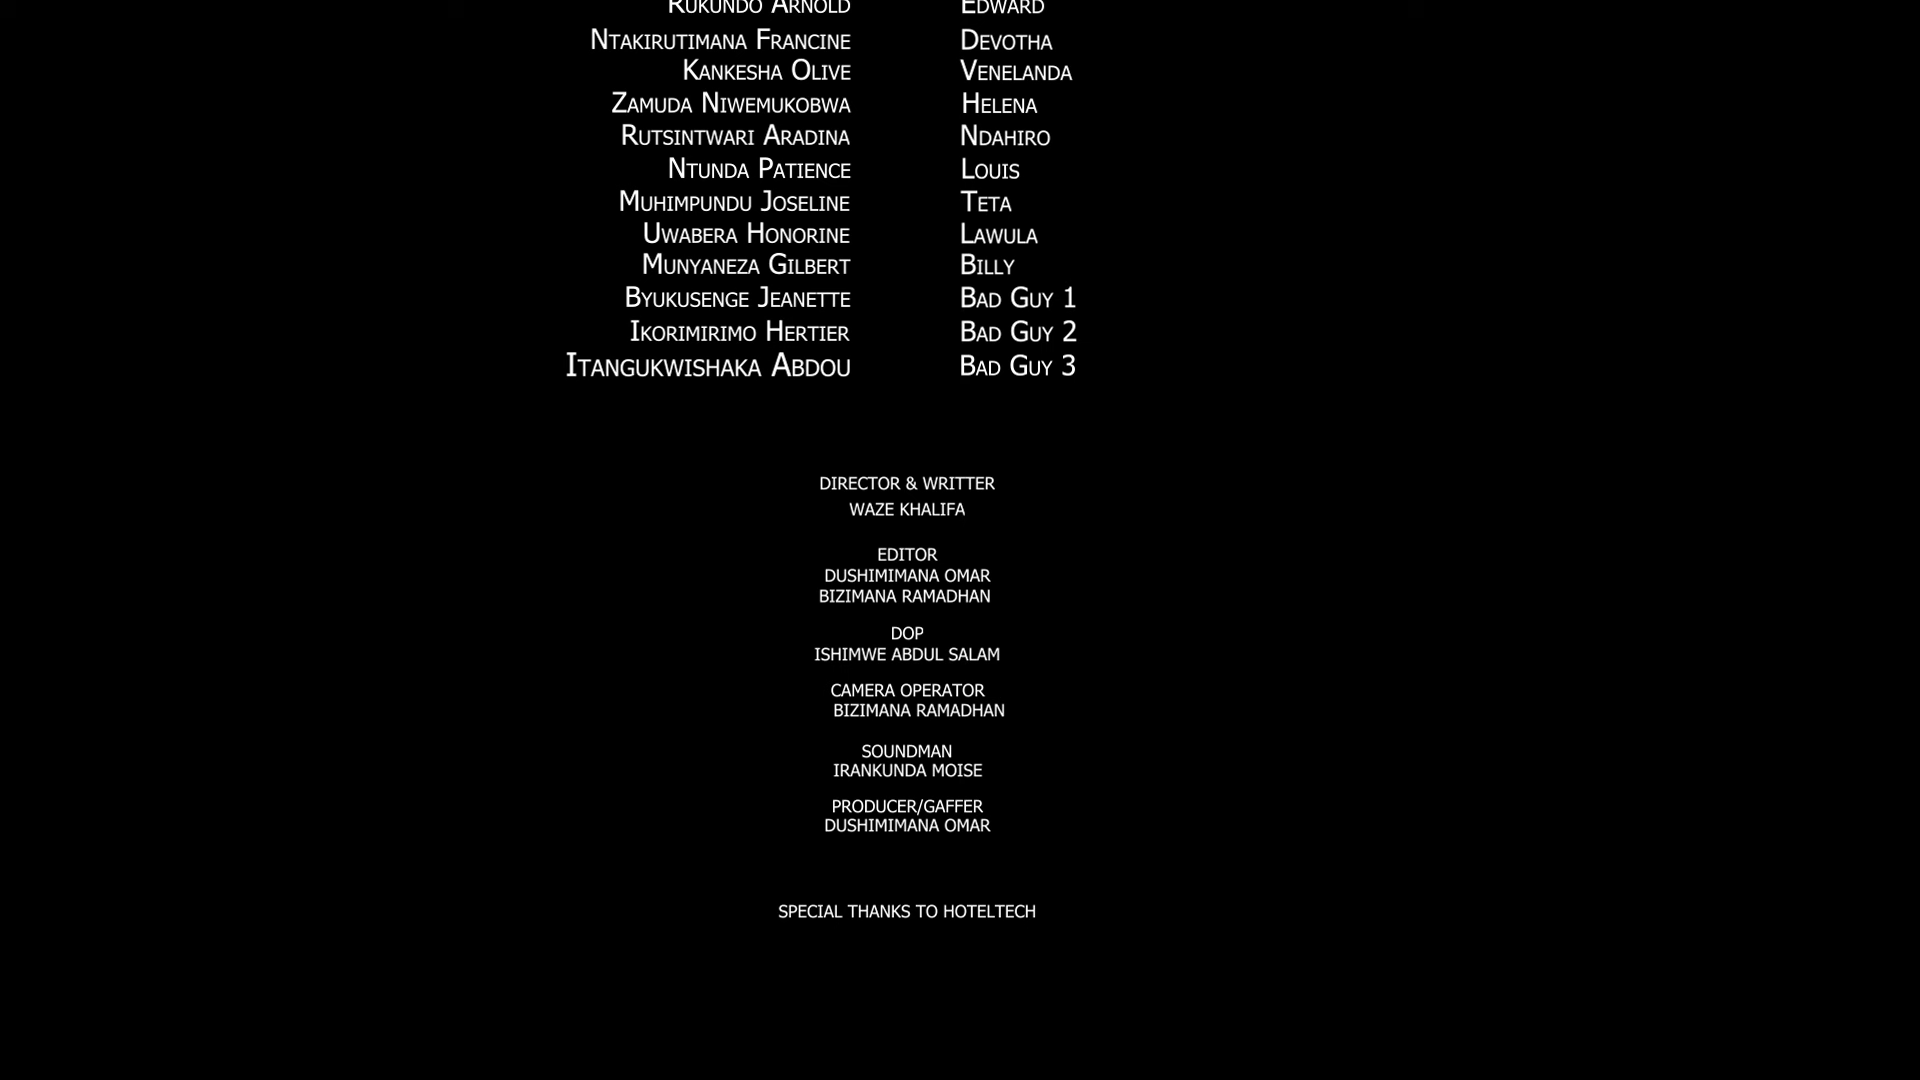 Rukundo Arnold Edward
Ntakirutimana Francine Devotha
Kankesha Olive Venelanda
Zamuda Niwemukobwa Helena
Rutsintwari Aradina Ndahiro
Ntunda Patience Louis
Muhimpundu Joseline Teta
Uwabera Honorine Lawula
Munyaneza Gilbert Billy
Byukusenge Jeanette Bad Guy 1
Ikorimirimo Hertier Bad Guy 2
Itangukwishaka Abdou Bad Guy 3
DIRECTOR & WRITTER
WAZE KHALIFA
EDITOR
DUSHIMIMANA OMAR
BIZIMANA RAMADHAN
DOP
ISHIMWE ABDUL SALAM
CAMERA OPERATOR
BIZIMANA RAMADHAN
SOUNDMAN
IRANKUNDA MOISE
PRODUCER/GAFFER
DUSHIMIMANA OMAR
SPECIAL THANKS TO HOTELTECH